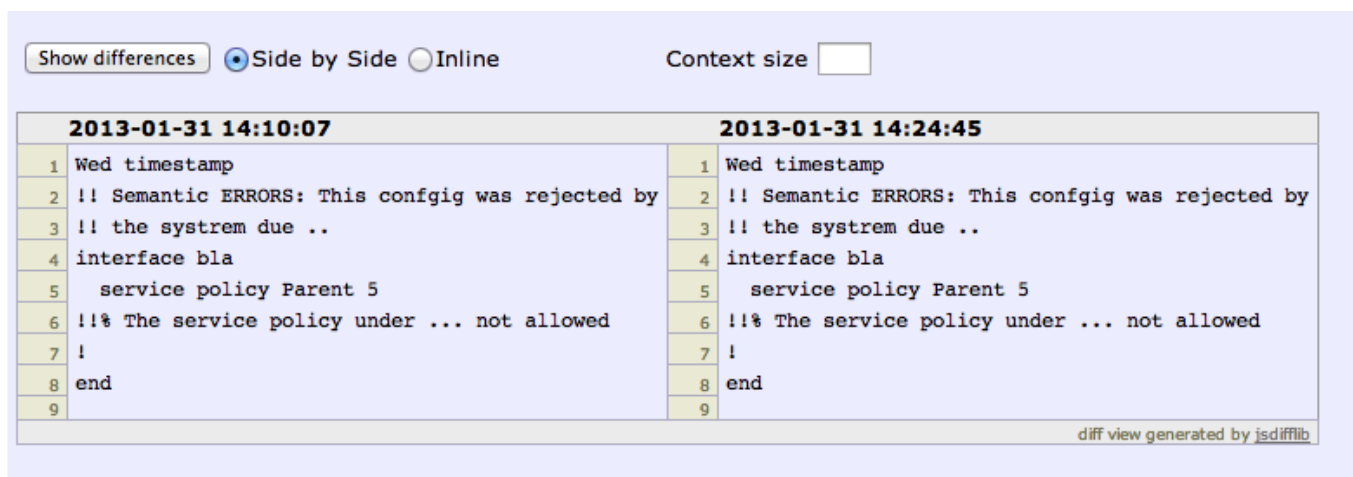 Show differences Side by Side Inline Context size
2013-01-31 14:10:07 2013-01-31 14:24:45
1 Wed timestamp 1 Wed timestamp
2 !! Semantic ERRORS: This confgig was rejected by 2 !! Semantic ERRORS: This confgig was rejected by
3 !! the systrem due .. 3 !! the systrem due ..
4 interface bla 4 interface bla
5 service policy Parent 5 5 service policy Parent 5
6 !!% The service policy under ... not allowed 6 !!% The service policy under ... not allowed
7 ! 7 !
8 end 8 end
9 9
diff view generated by jsdifflib